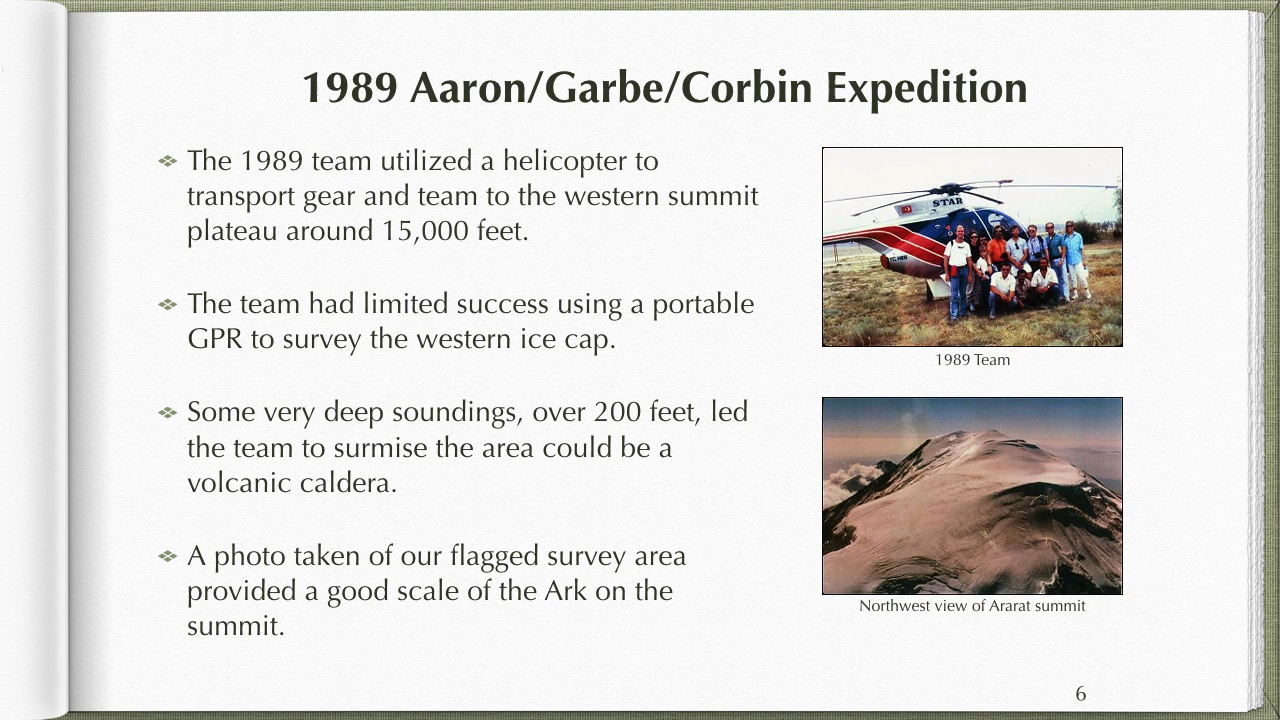 1989 Aaron/Garbe/Corbin Expedition
The 1989 team utilized a helicopter to
transport gear and team to the western summit
plateau around 15,000 feet.
The team had limited success using a portable
GPR to survey the western ice cap.
Some very deep soundings, over 200 feet, led
the team to surmise the area could be a
volcanic caldera.
A photo taken of our flagged survey area
provided a good scale of the Ark on the
summit.
STAR
1989 Team
Northwest view of Ararat summit
6